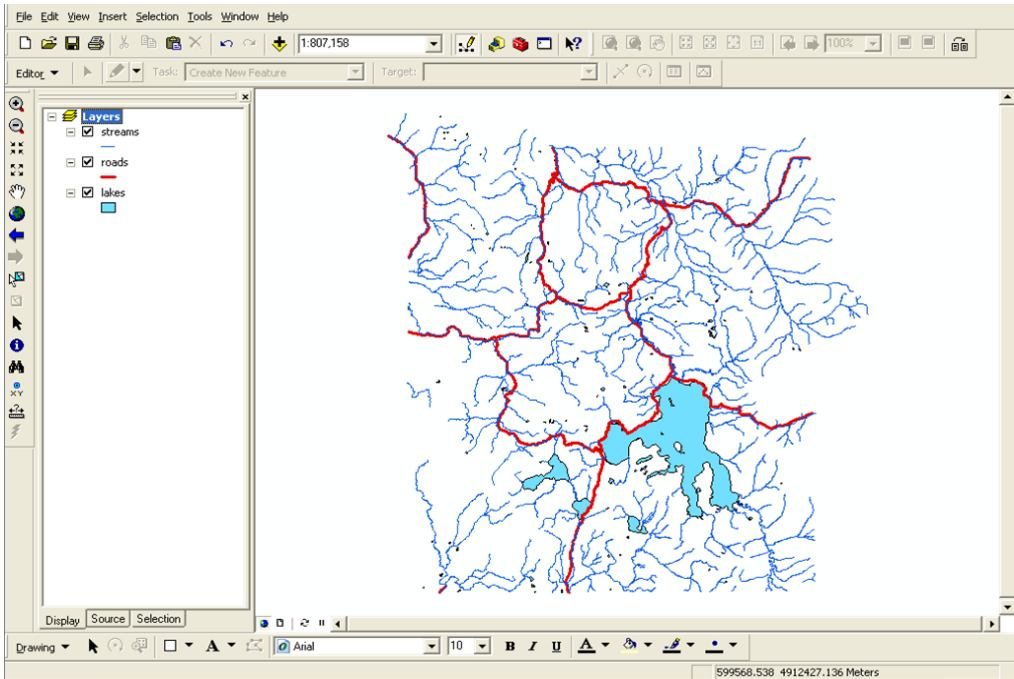 File Edit View Insert Selection Tools Window Help
1:807,158 100%
Editor Task: Create New Feature Target:
Layers
streams
roads
lakes
Display Source Selection
Drawing A Arial 10 B I U A
599568.538 4912427.136 Meters